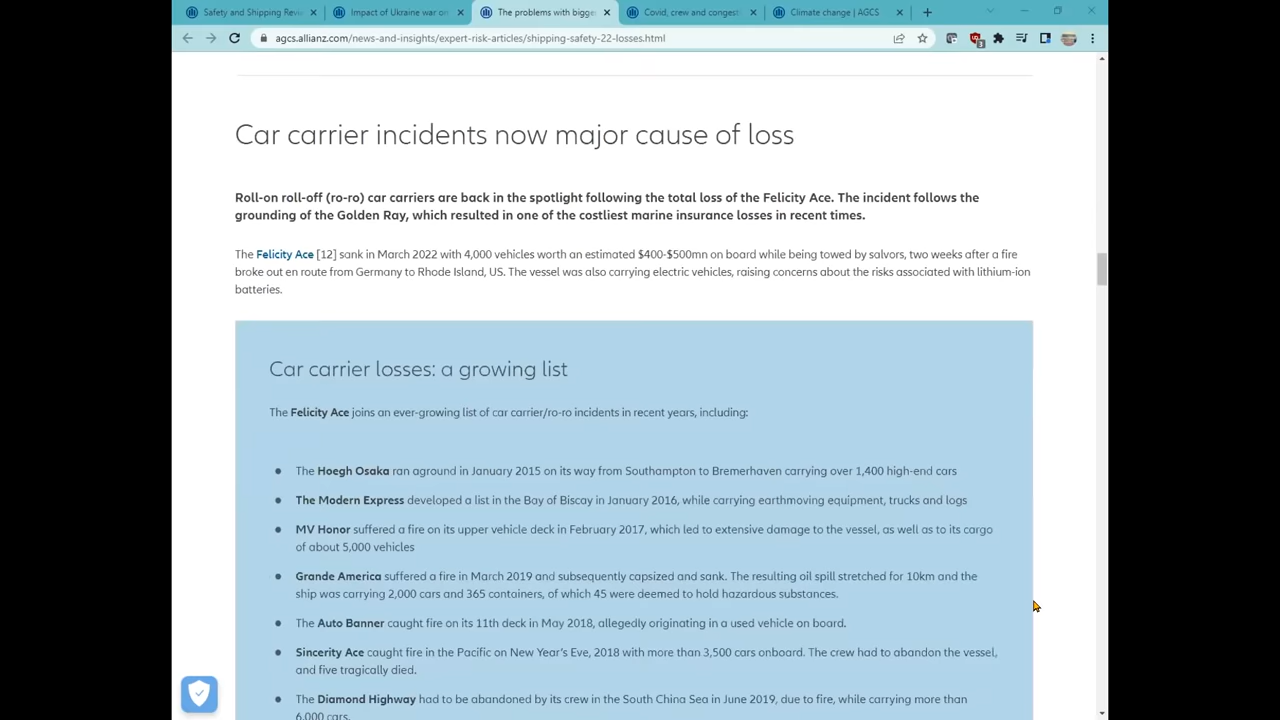 Safety and Shipping Revie
Impact of Ukraine war on
The problems with bigge
Covid, crew and congest
Climate change | AGCS
agcs.allianz.com/news-and-insights/expert-risk-articles/shipping-safety-22-losses.html
3
Car carrier incidents now major cause of loss
Roll-on roll-off (ro-ro) car carriers are back in the spotlight following the total loss of the Felicity Ace. The incident follows the
grounding of the Golden Ray, which resulted in one of the costliest marine insurance losses in recent times.
The Felicity Ace [12] sank in March 2022 with 4,000 vehicles worth an estimated $400-$500mn on board while being towed by salvors, two weeks after a fire
broke out en route from Germany to Rhode Island, US. The vessel was also carrying electric vehicles, raising concerns about the risks associated with lithium-ion
batteries.
Car carrier losses: a growing list
The Felicity Ace joins an ever-growing list of car carrier/ro-ro incidents in recent years, including:
The Hoegh Osaka ran aground in January 2015 on its way from Southampton to Bremerhaven carrying over 1,400 high-end cars
The Modern Express developed a list in the Bay of Biscay in January 2016, while carrying earthmoving equipment, trucks and logs
MV Honor suffered a fire on its upper vehicle deck in February 2017, which led to extensive damage to the vessel, as well as to its cargo
of about 5,000 vehicles
Grande America suffered a fire in March 2019 and subsequently capsized and sank. The resulting oil spill stretched for 10km and the
ship was carrying 2,000 cars and 365 containers, of which 45 were deemed to hold hazardous substances.
The Auto Banner caught fire on its 11th deck in May 2018, allegedly originating in a used vehicle on board.
Sincerity Ace caught fire in the Pacific on New Year's Eve, 2018 with more than 3,500 cars onboard. The crew had to abandon the vessel,
and five tragically died.
The Diamond Highway had to be abandoned by its crew in the South China Sea in June 2019, due to fire, while carrying more than
6,000 cars.